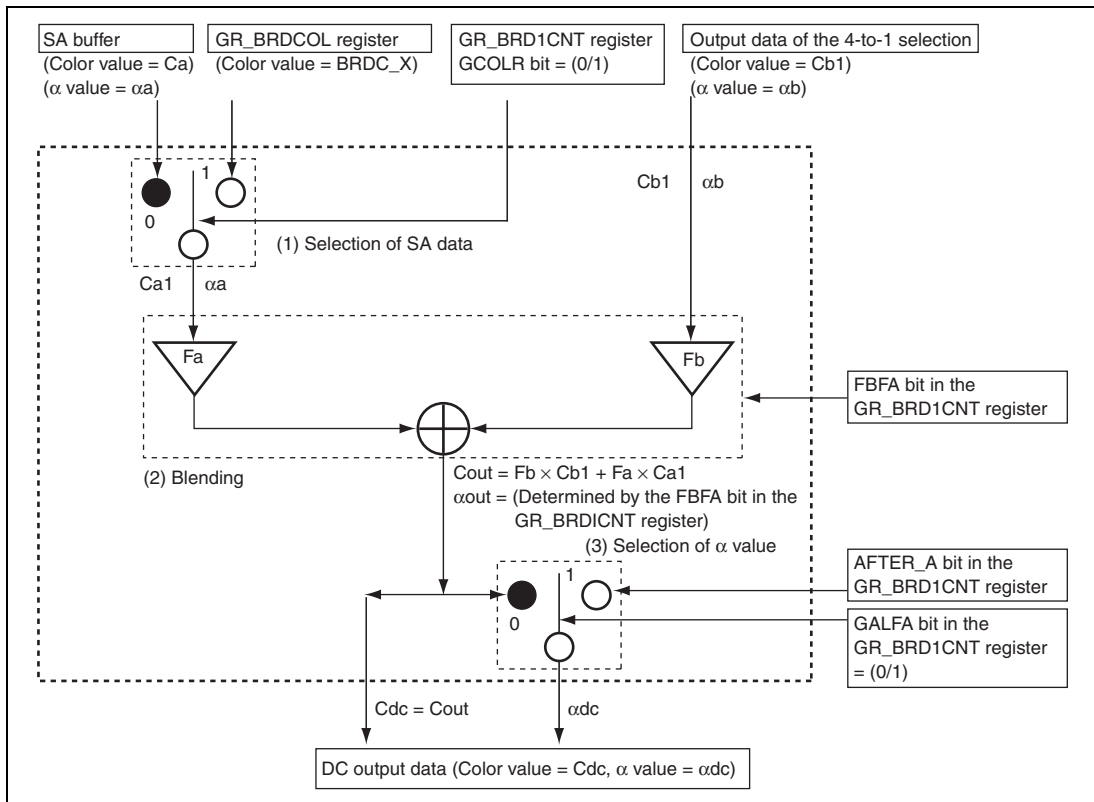 SA buffer
(Color value = Ca)
(α value = αa)
GR_BRDCOL register
(Color value = BRDC_X)
GR_BRD1CNT register
GCOLR bit = (0/1)
Output data of the 4-to-1 selection
(Color value = Cb1)
(α value = αb)
1
0
Cb1
αb
(1) Selection of SA data
Ca1
αa
Fa
Fb
FBFA bit in the
GR_BRD1CNT register
(2) Blending
Cout = Fb × Cb1 + Fa × Ca1
αout = (Determined by the FBFA bit in the
GR_BRDICNT register)
(3) Selection of α value
1
0
AFTER_A bit in the
GR_BRD1CNT register
GALFA bit in the
GR_BRD1CNT register
= (0/1)
Cdc = Cout
αdc
DC output data (Color value = Cdc, α value = αdc)